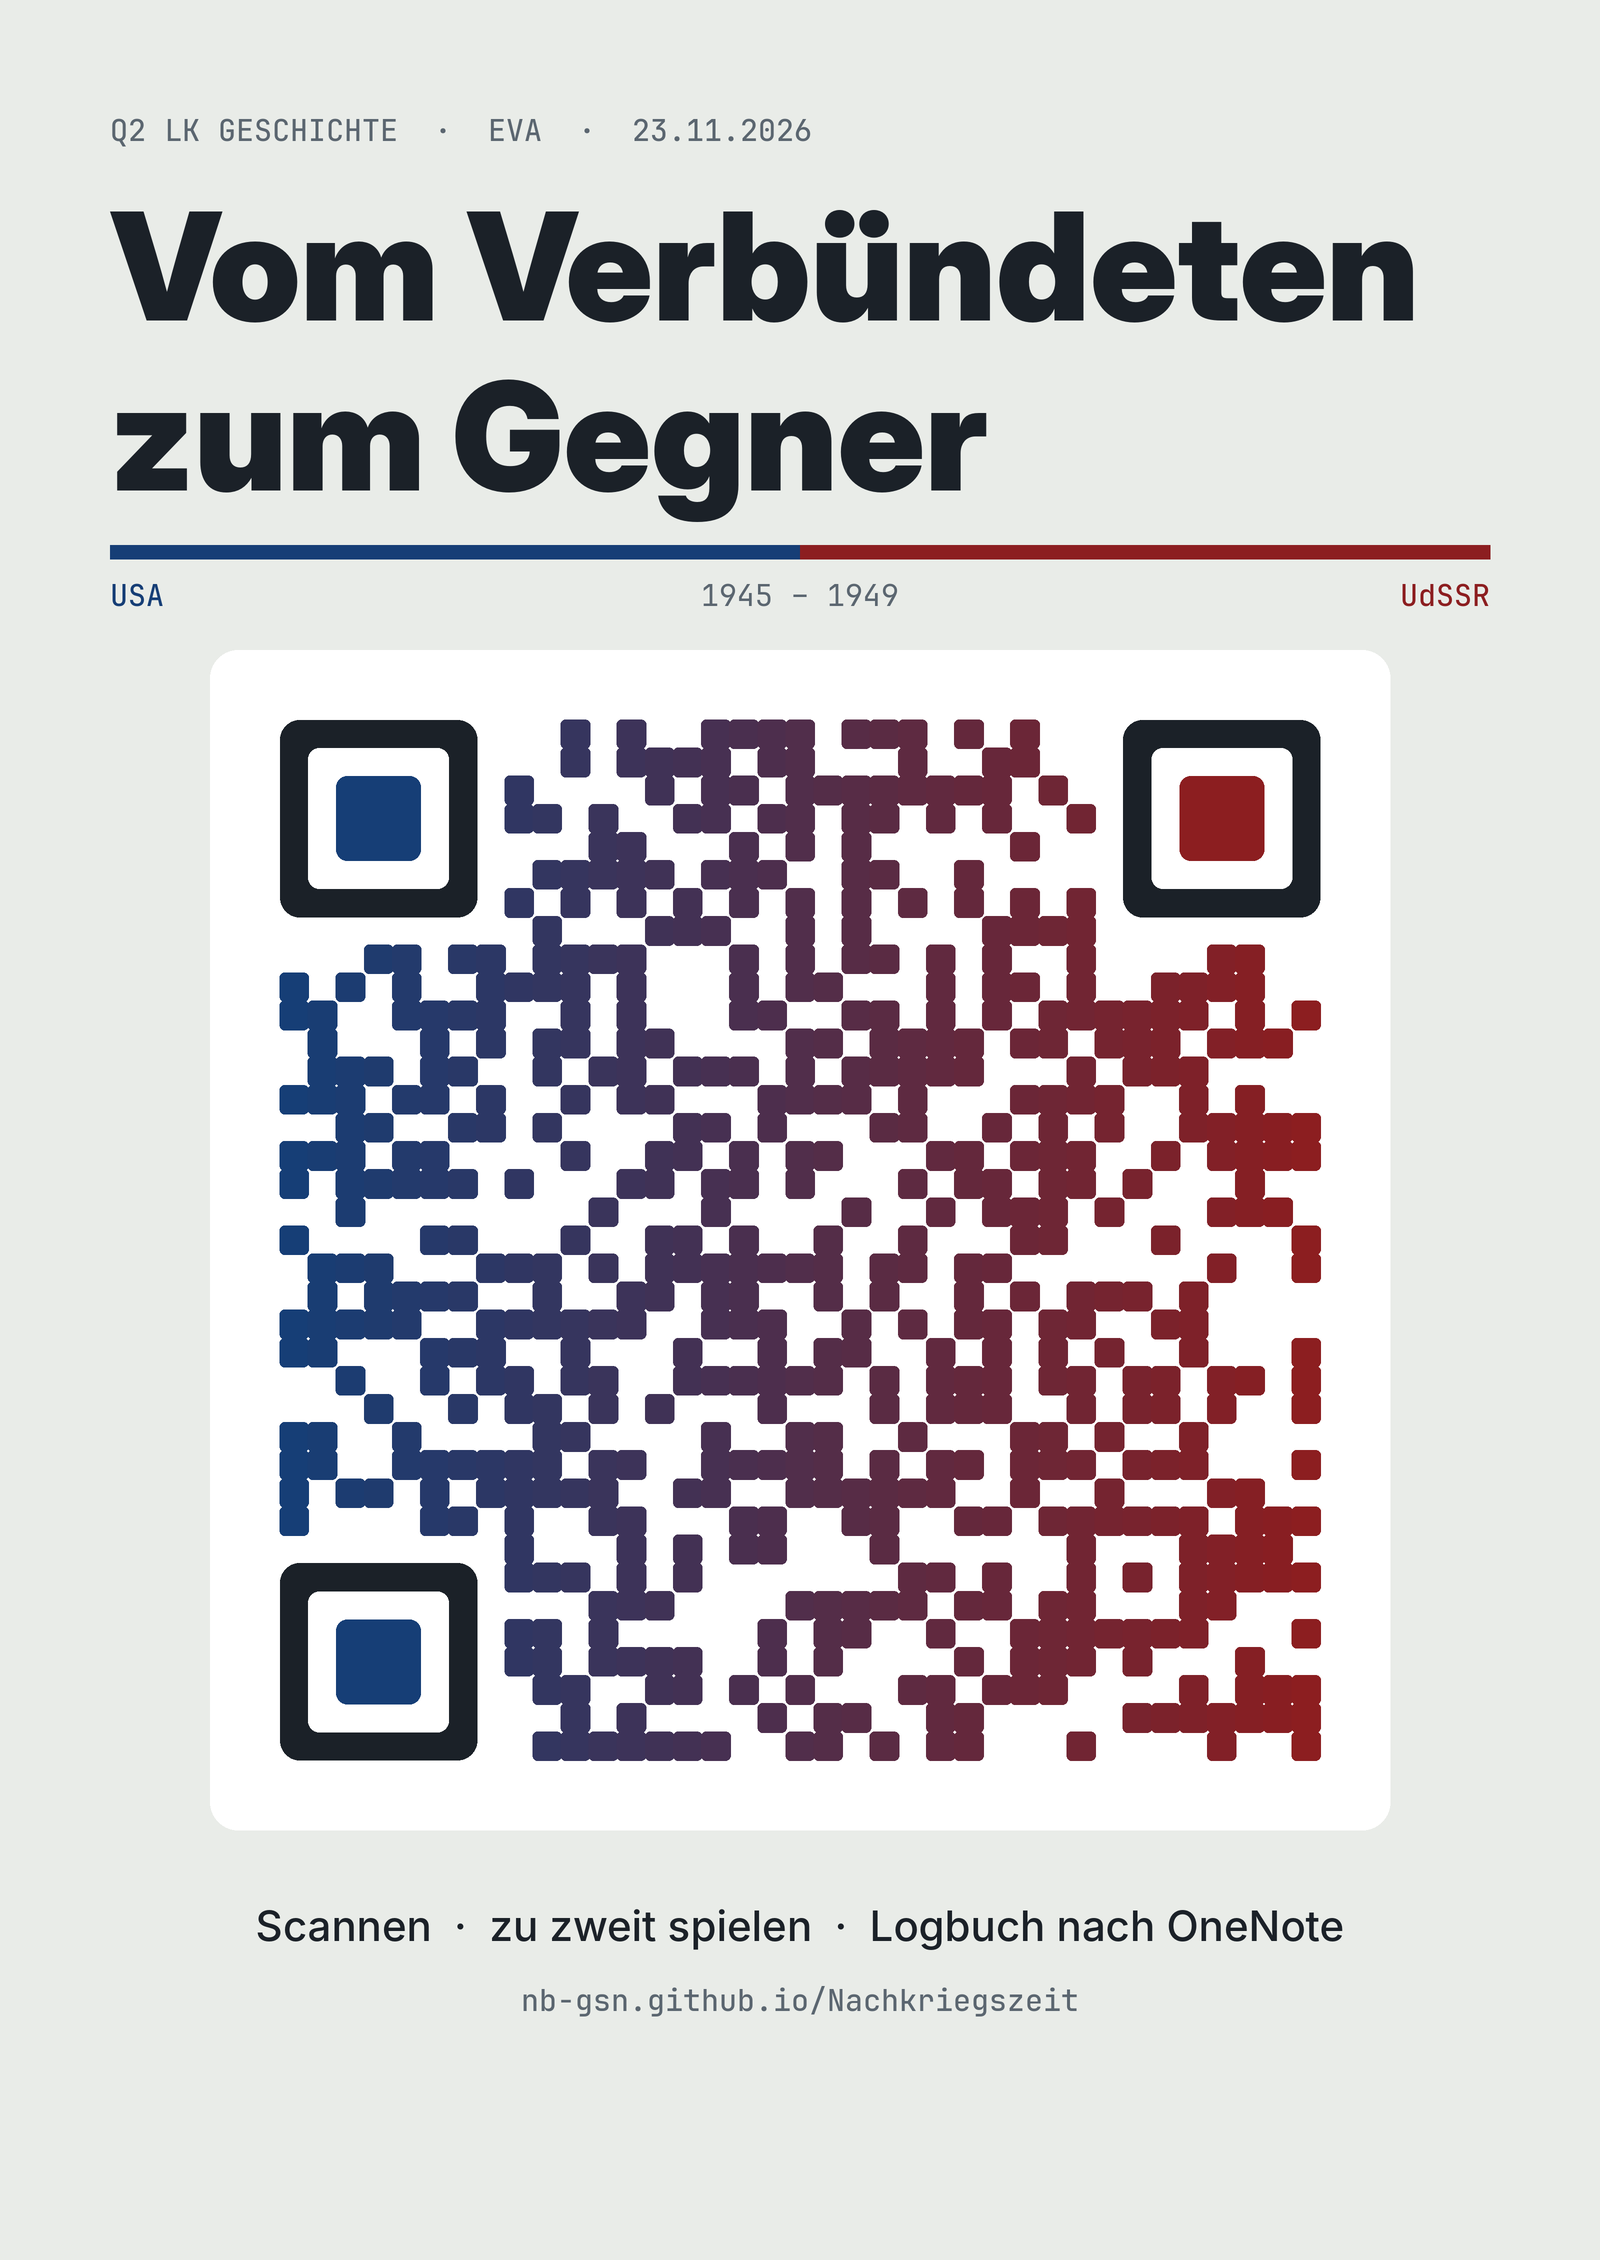 Q2 LK GESCHICHTE · EVA · 23.11.2026
Vom Verbündeten
zum Gegner
USA 1945 – 1949 UdSSR
Scannen · zu zweit spielen · Logbuch nach OneNote
nb-gsn.github.io/Nachkriegszeit